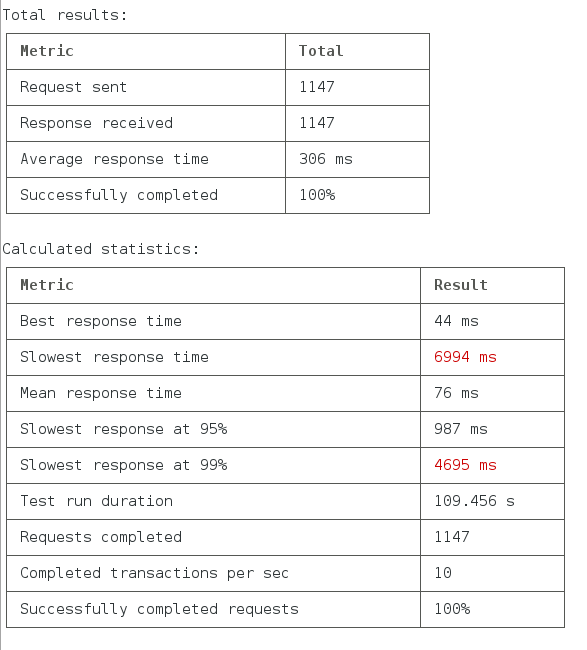 Total results:
Metric Total
Request sent 1147
Response received 1147
Average response time 306 ms
Successfully completed 100%
Calculated statistics:
Metric Result
Best response time 44 ms
Slowest response time 6994 ms
Mean response time 76 ms
Slowest response at 95% 987 ms
Slowest response at 99% 4695 ms
Test run duration 109.456 s
Requests completed 1147
Completed transactions per sec 10
Successfully completed requests 100%